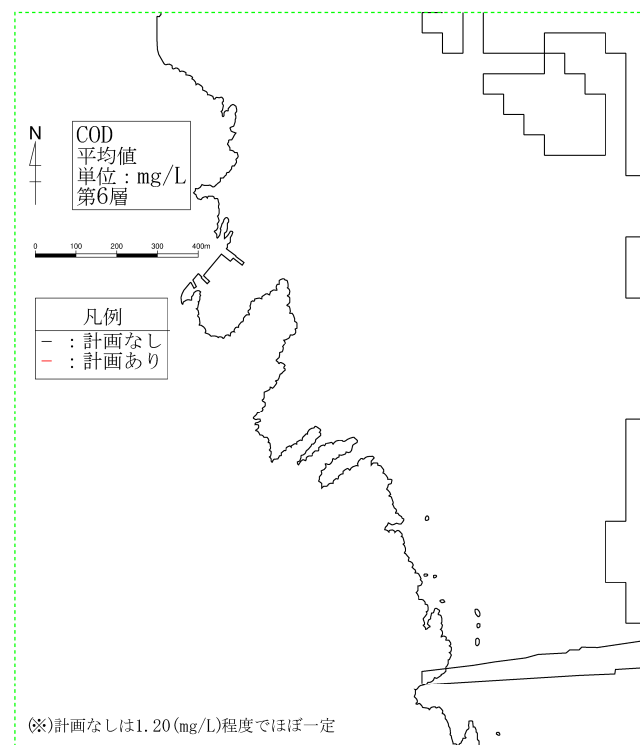 N
COD
平均値
単位：mg/L
第6層
0 100 200 300 400m
凡例
－ ：計画なし
－ ：計画あり
(※)計画なしは1.20(mg/L)程度でほぼ一定